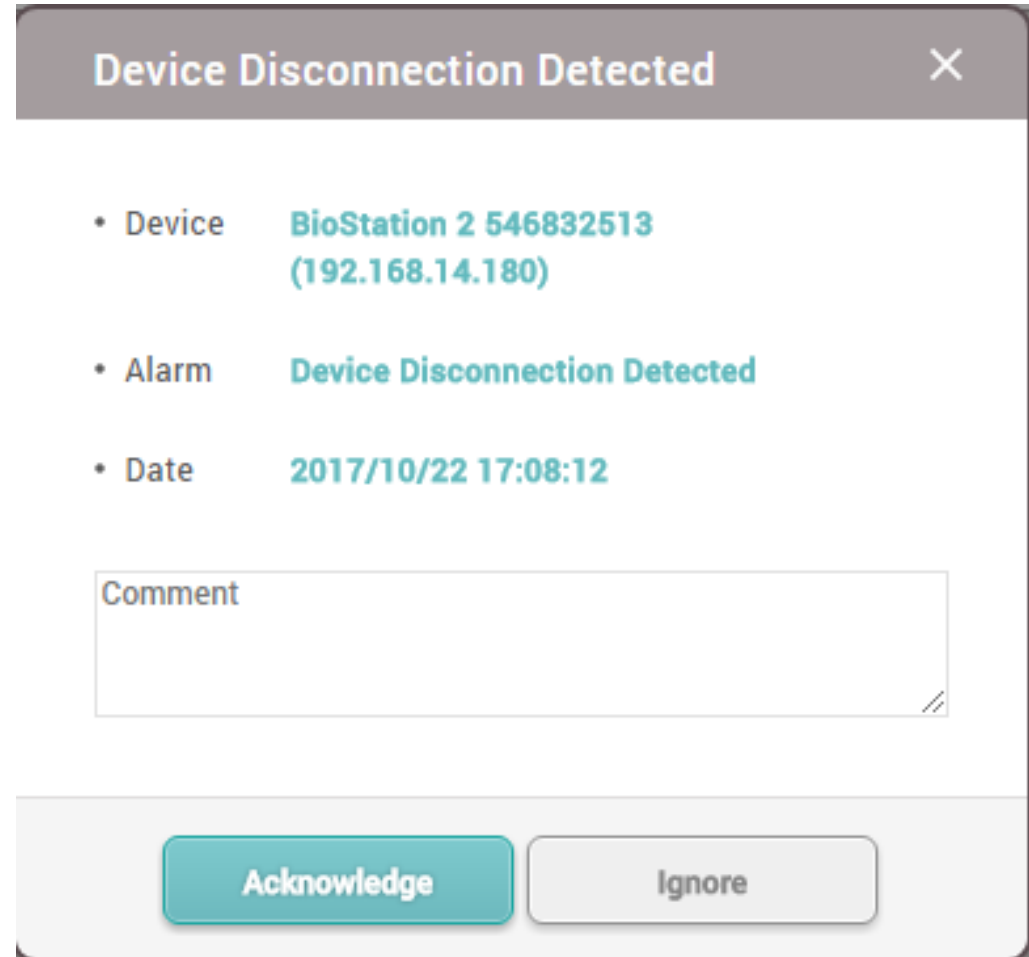 Device Disconnection Detected
• Device BioStation 2 546832513
(192.168.14.180)
• Alarm Device Disconnection Detected
• Date 2017/10/22 17:08:12
Comment
Acknowledge Ignore